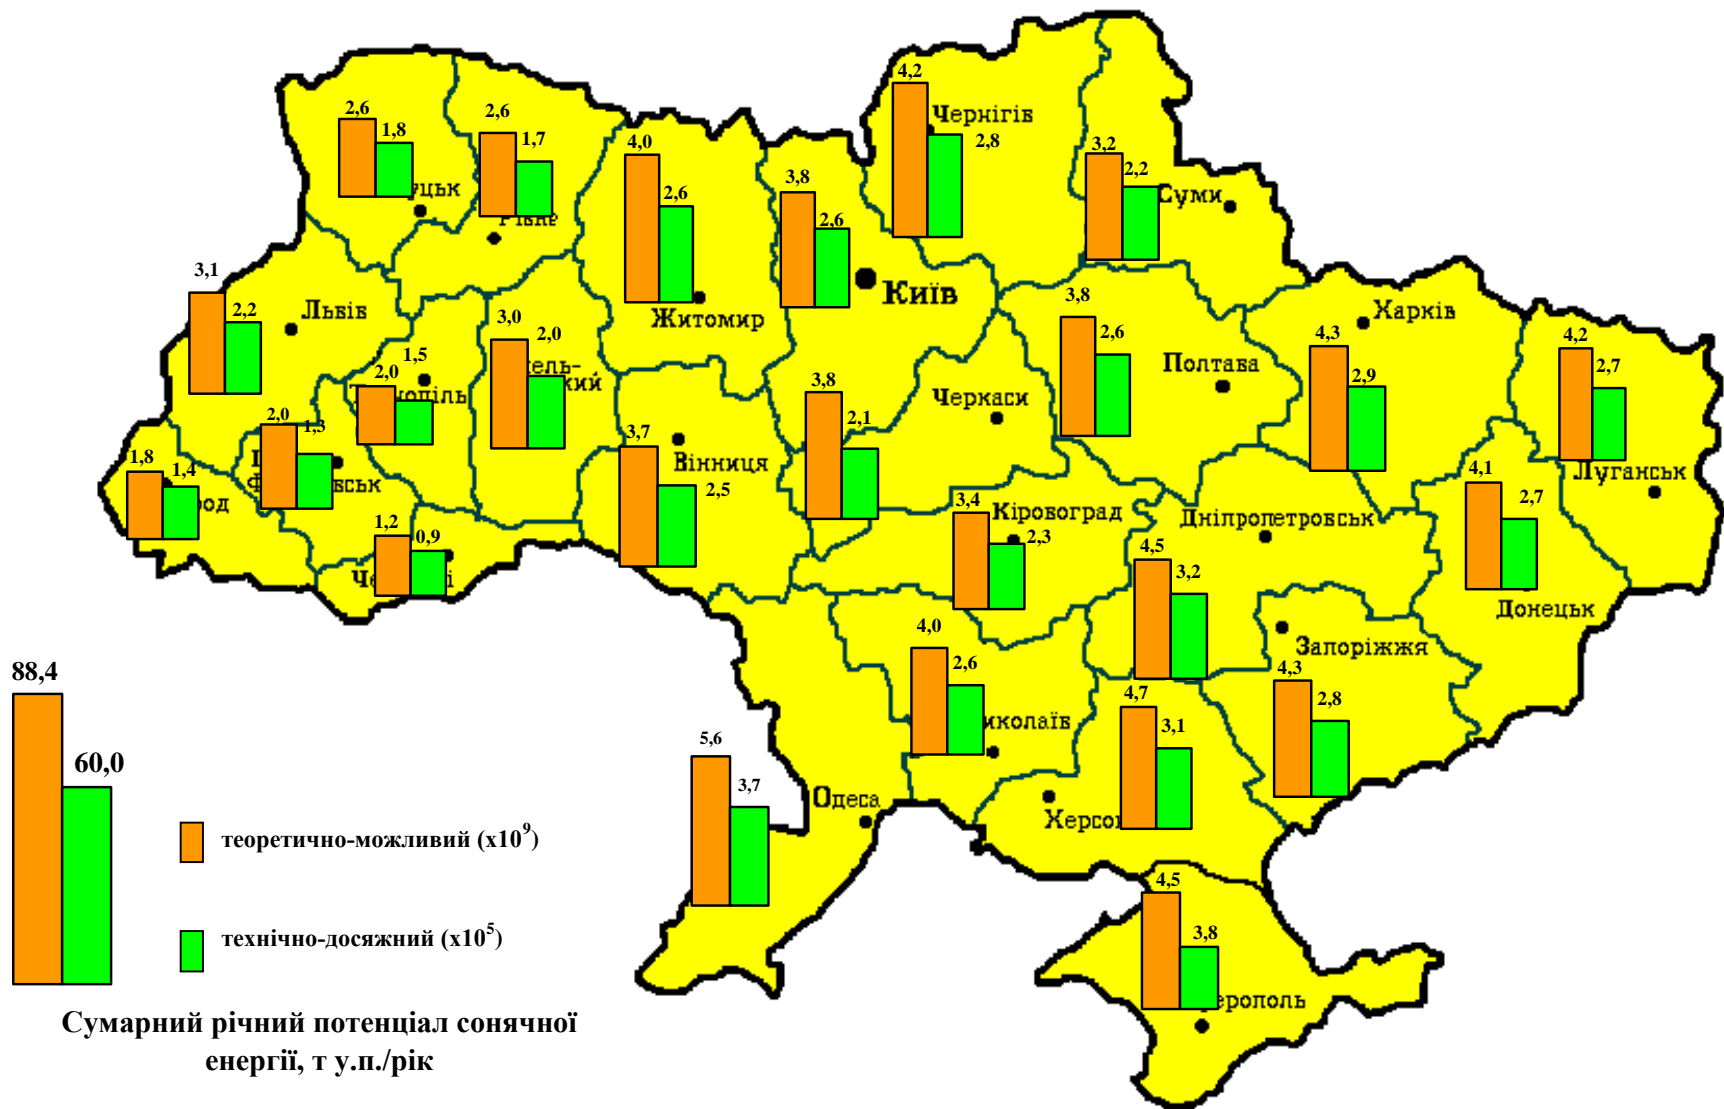 4,2
2,6
1,8
2,6
1,7
4,0
2,6
3,8
2,6
Чернігів
2,8
3,2
2,2
Суми
3,1
2,2
Львів
Житомир
Київ
3,0
2,0
1,5
2,0
3,8
2,6
Полтава
Харків
4,3
2,9
4,2
2,7
Луганськ
2,0
1,3
1,8
1,4
3,7
2,5
Вінниця
3,8
2,1
Черкаси
1,2
0,9
3,4
2,3
Кіровоград
Дніпропетровськ
4,5
3,2
4,1
2,7
Донецьк
Запоріжжя
4,3
2,8
4,0
2,6
4,7
3,1
5,6
3,7
Одеса
4,5
3,8
88,4
60,0
теоретично-можливий (х10⁹)
технічно-досяжний (х10⁵)
Сумарний річний потенціал сонячної
енергії, т у.п./рік